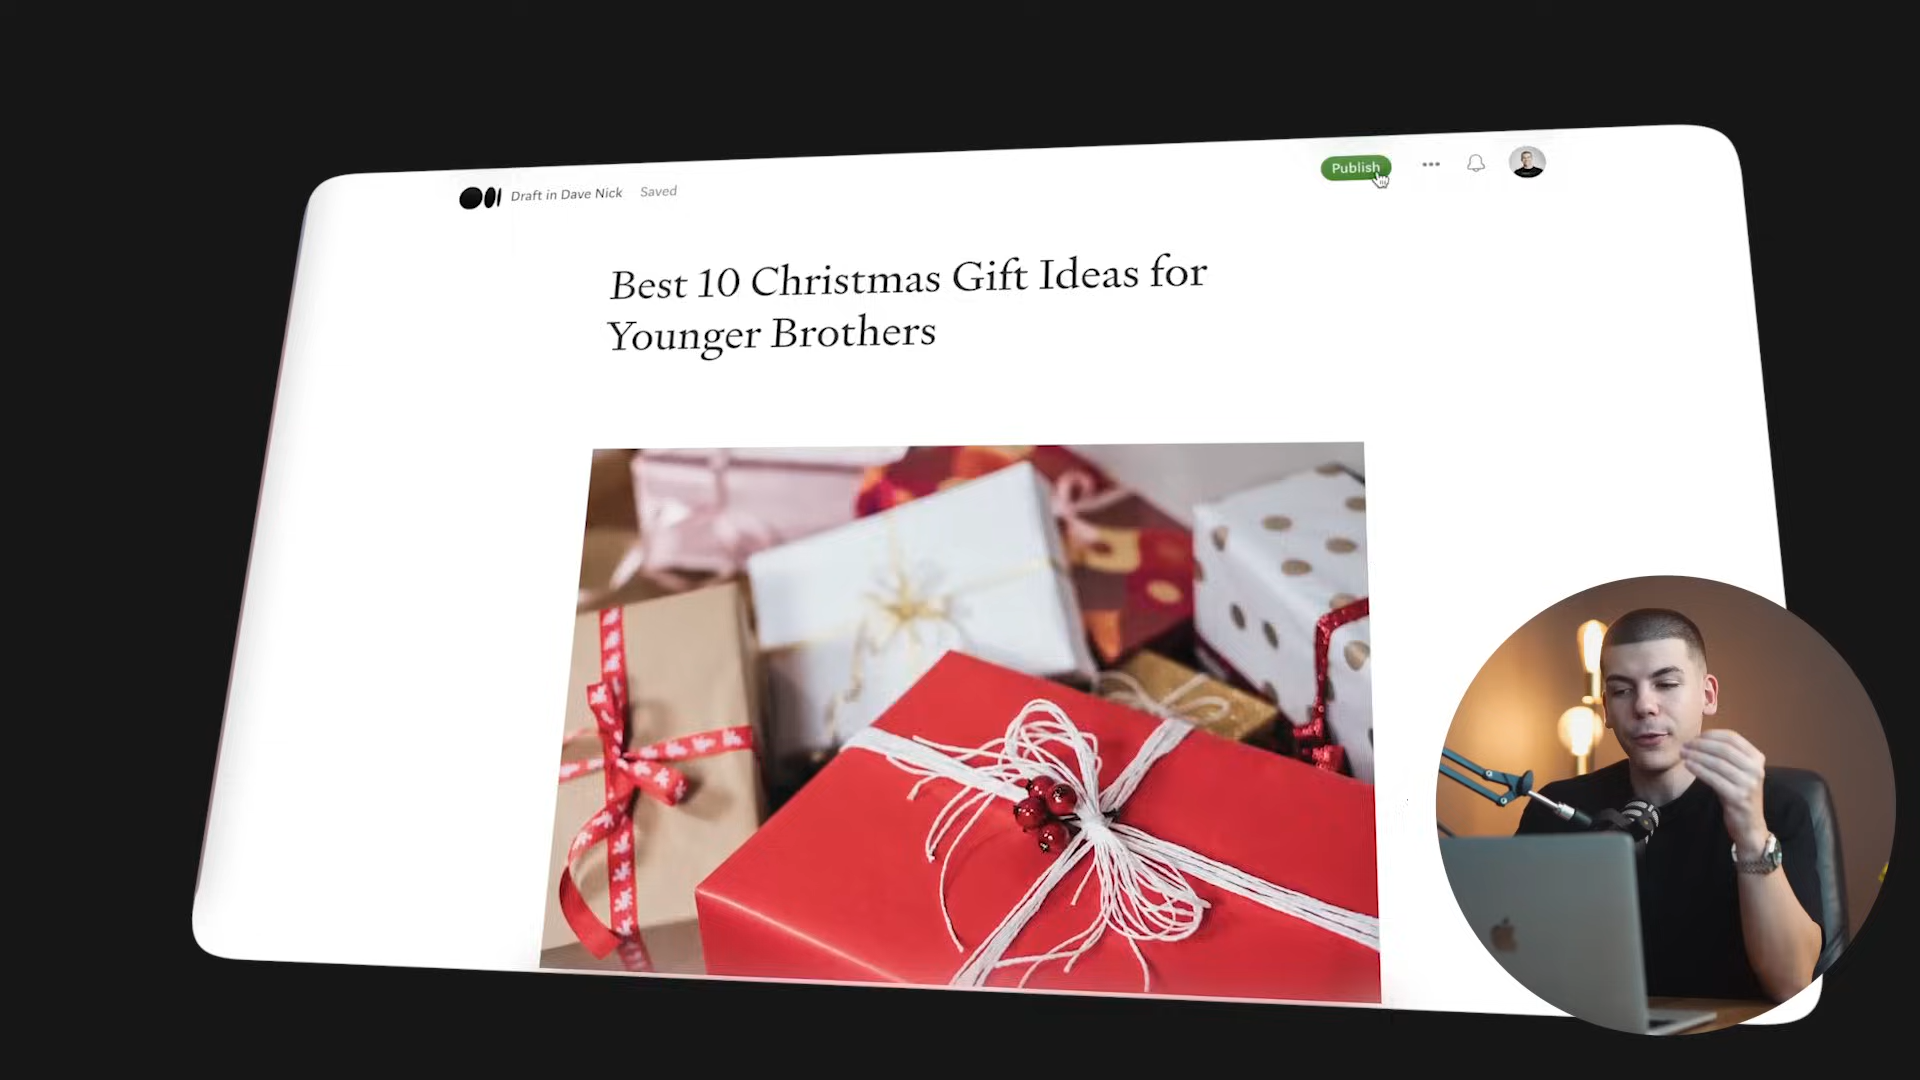 Draft in Dave Nick Saved
Publish
Best 10 Christmas Gift Ideas for
Younger Brothers